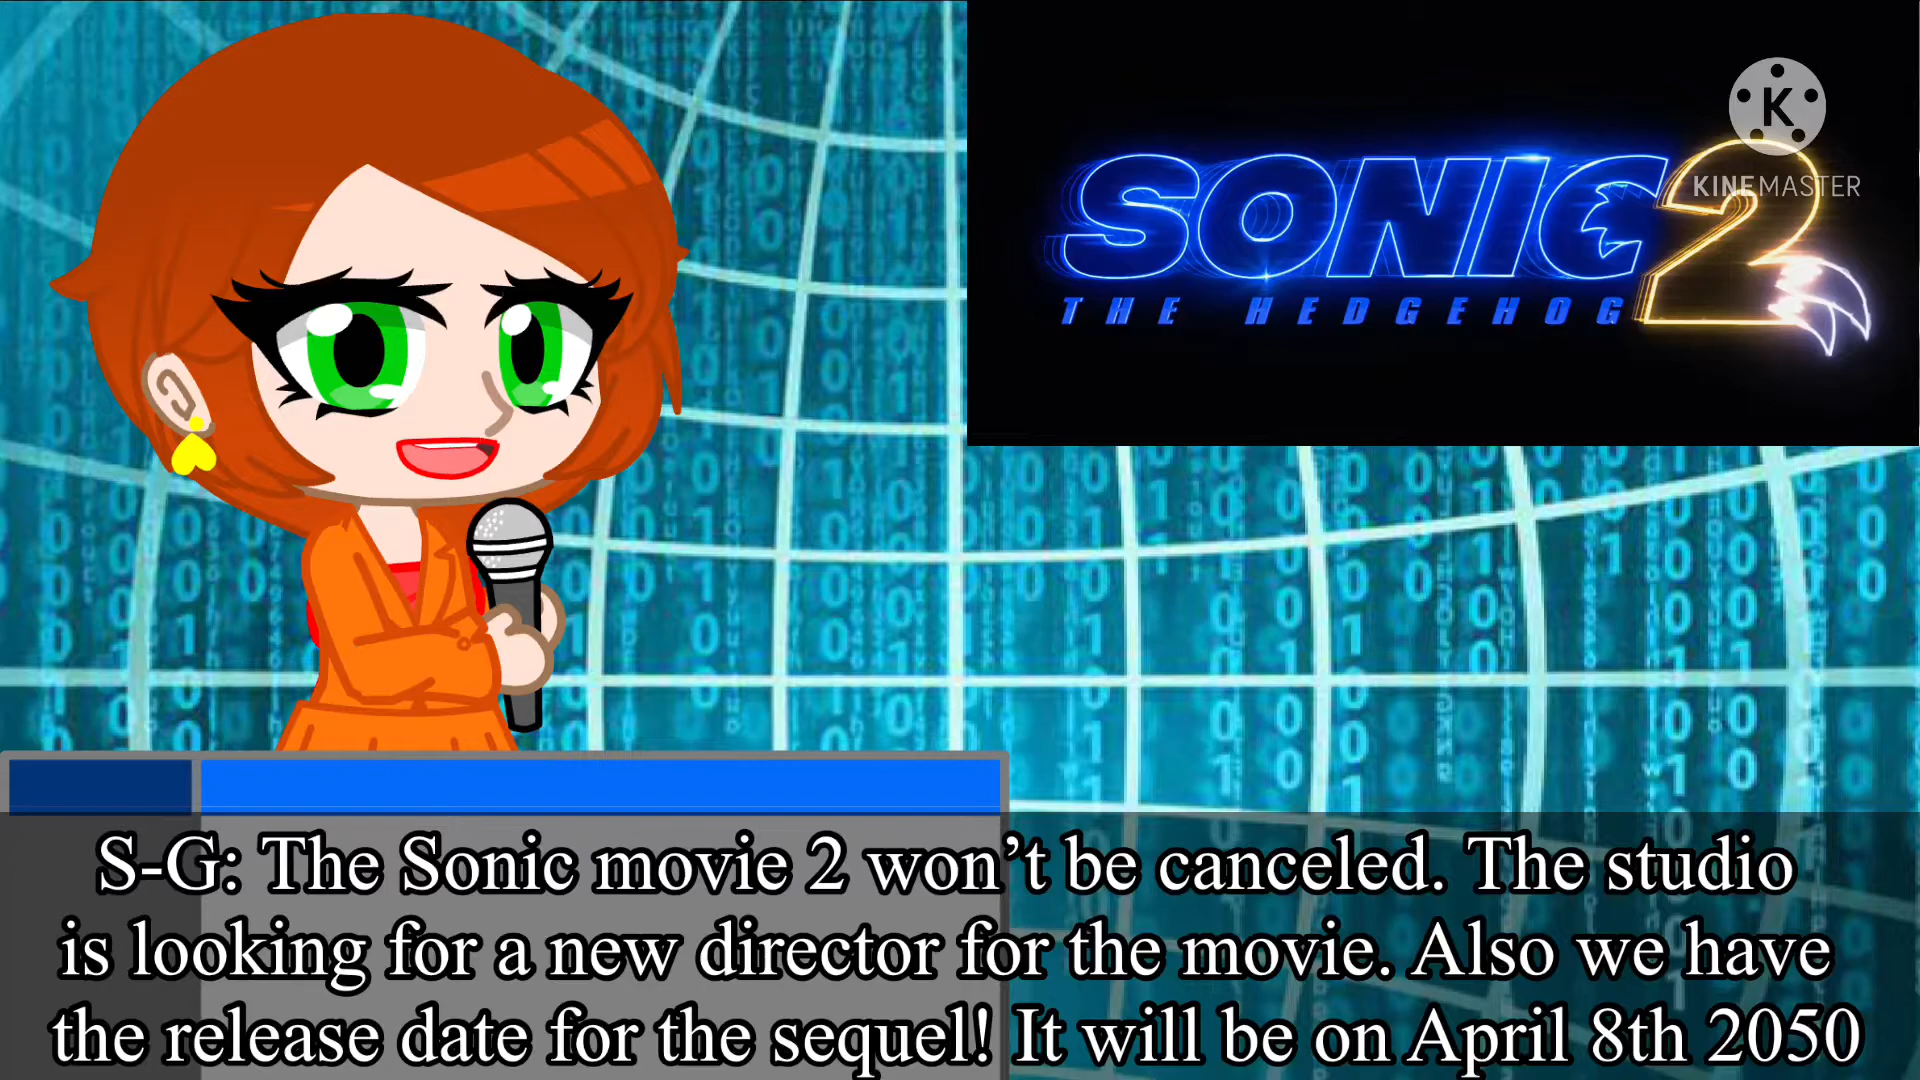 KINEMASTER
SONIC 2
THE HEDGEHOG
S-G: The Sonic movie 2 won’t be canceled. The studio
is looking for a new director for the movie. Also we have
the release date for the sequel! It will be on April 8th 2050